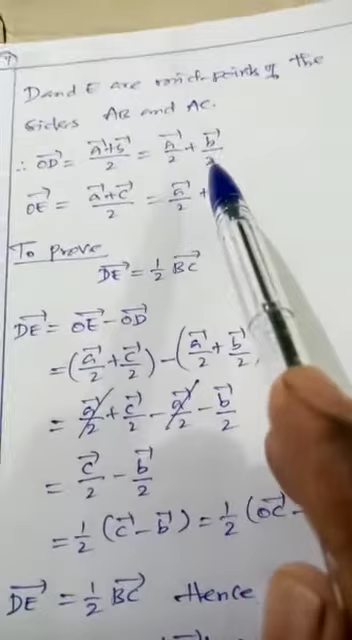 D and E are mid-points of the
sides AB and AC.
∴ OD⃗ = (a⃗+b⃗)/2 = a⃗/2 + b⃗/2
OE⃗ = (a⃗+c⃗)/2 = a⃗/2 +
To prove
DE⃗ = 1/2 BC⃗
DE⃗ = OE⃗ - OD⃗
= (a⃗/2 + c⃗/2) - (a⃗/2 + b⃗/2
= a⃗/2 + c⃗/2 - a⃗/2 - b⃗/2
= c⃗/2 - b⃗/2
= 1/2 (c⃗ - b⃗) = 1/2 (OC⃗ -
DE⃗ = 1/2 BC⃗ Hence